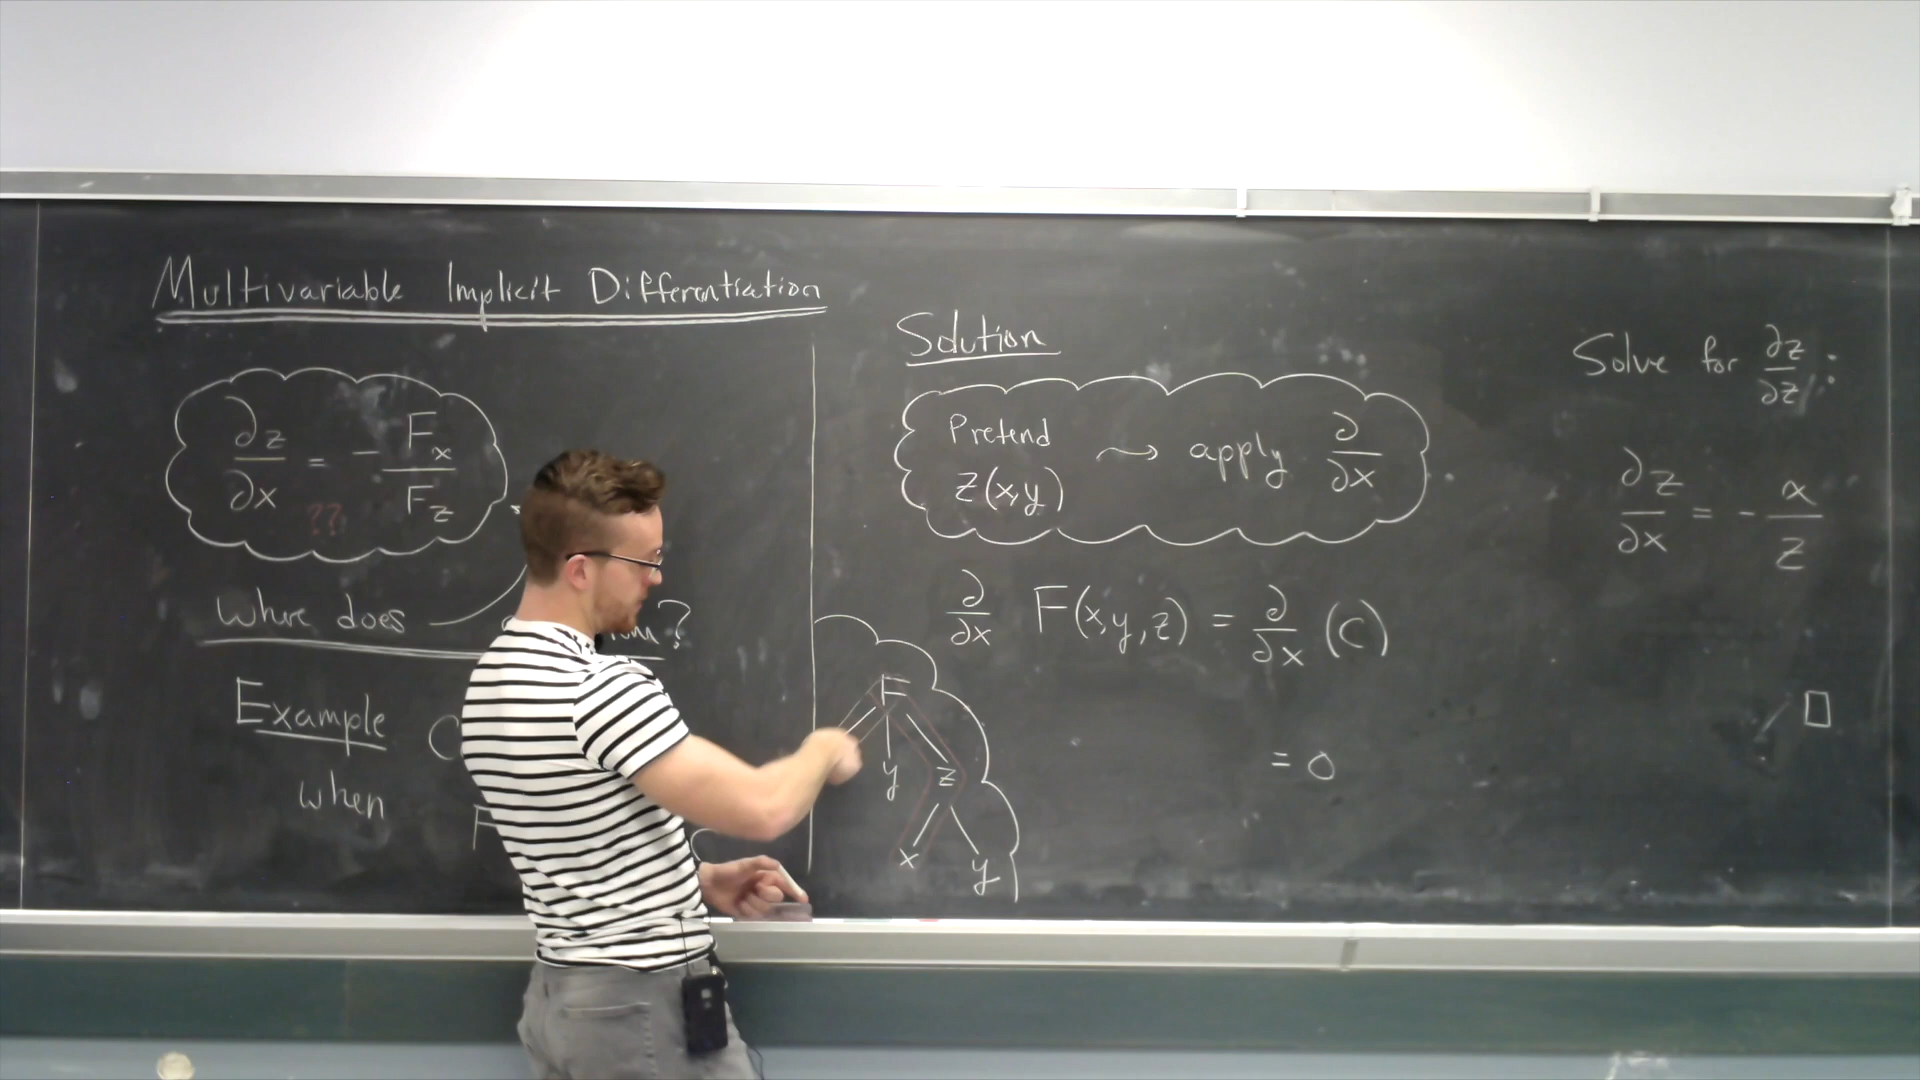 Multivariable Implicit Differentiation
∂z/∂x = - Fx/Fz
??
where does
?
Example
when
F
Solution
Pretend z(x,y) ⇝ apply ∂/∂x
∂/∂x F(x,y,z) = ∂/∂x (C)
= 0
F
y z
x y
Solve for ∂z/∂z :
∂z/∂x = - x/z
□